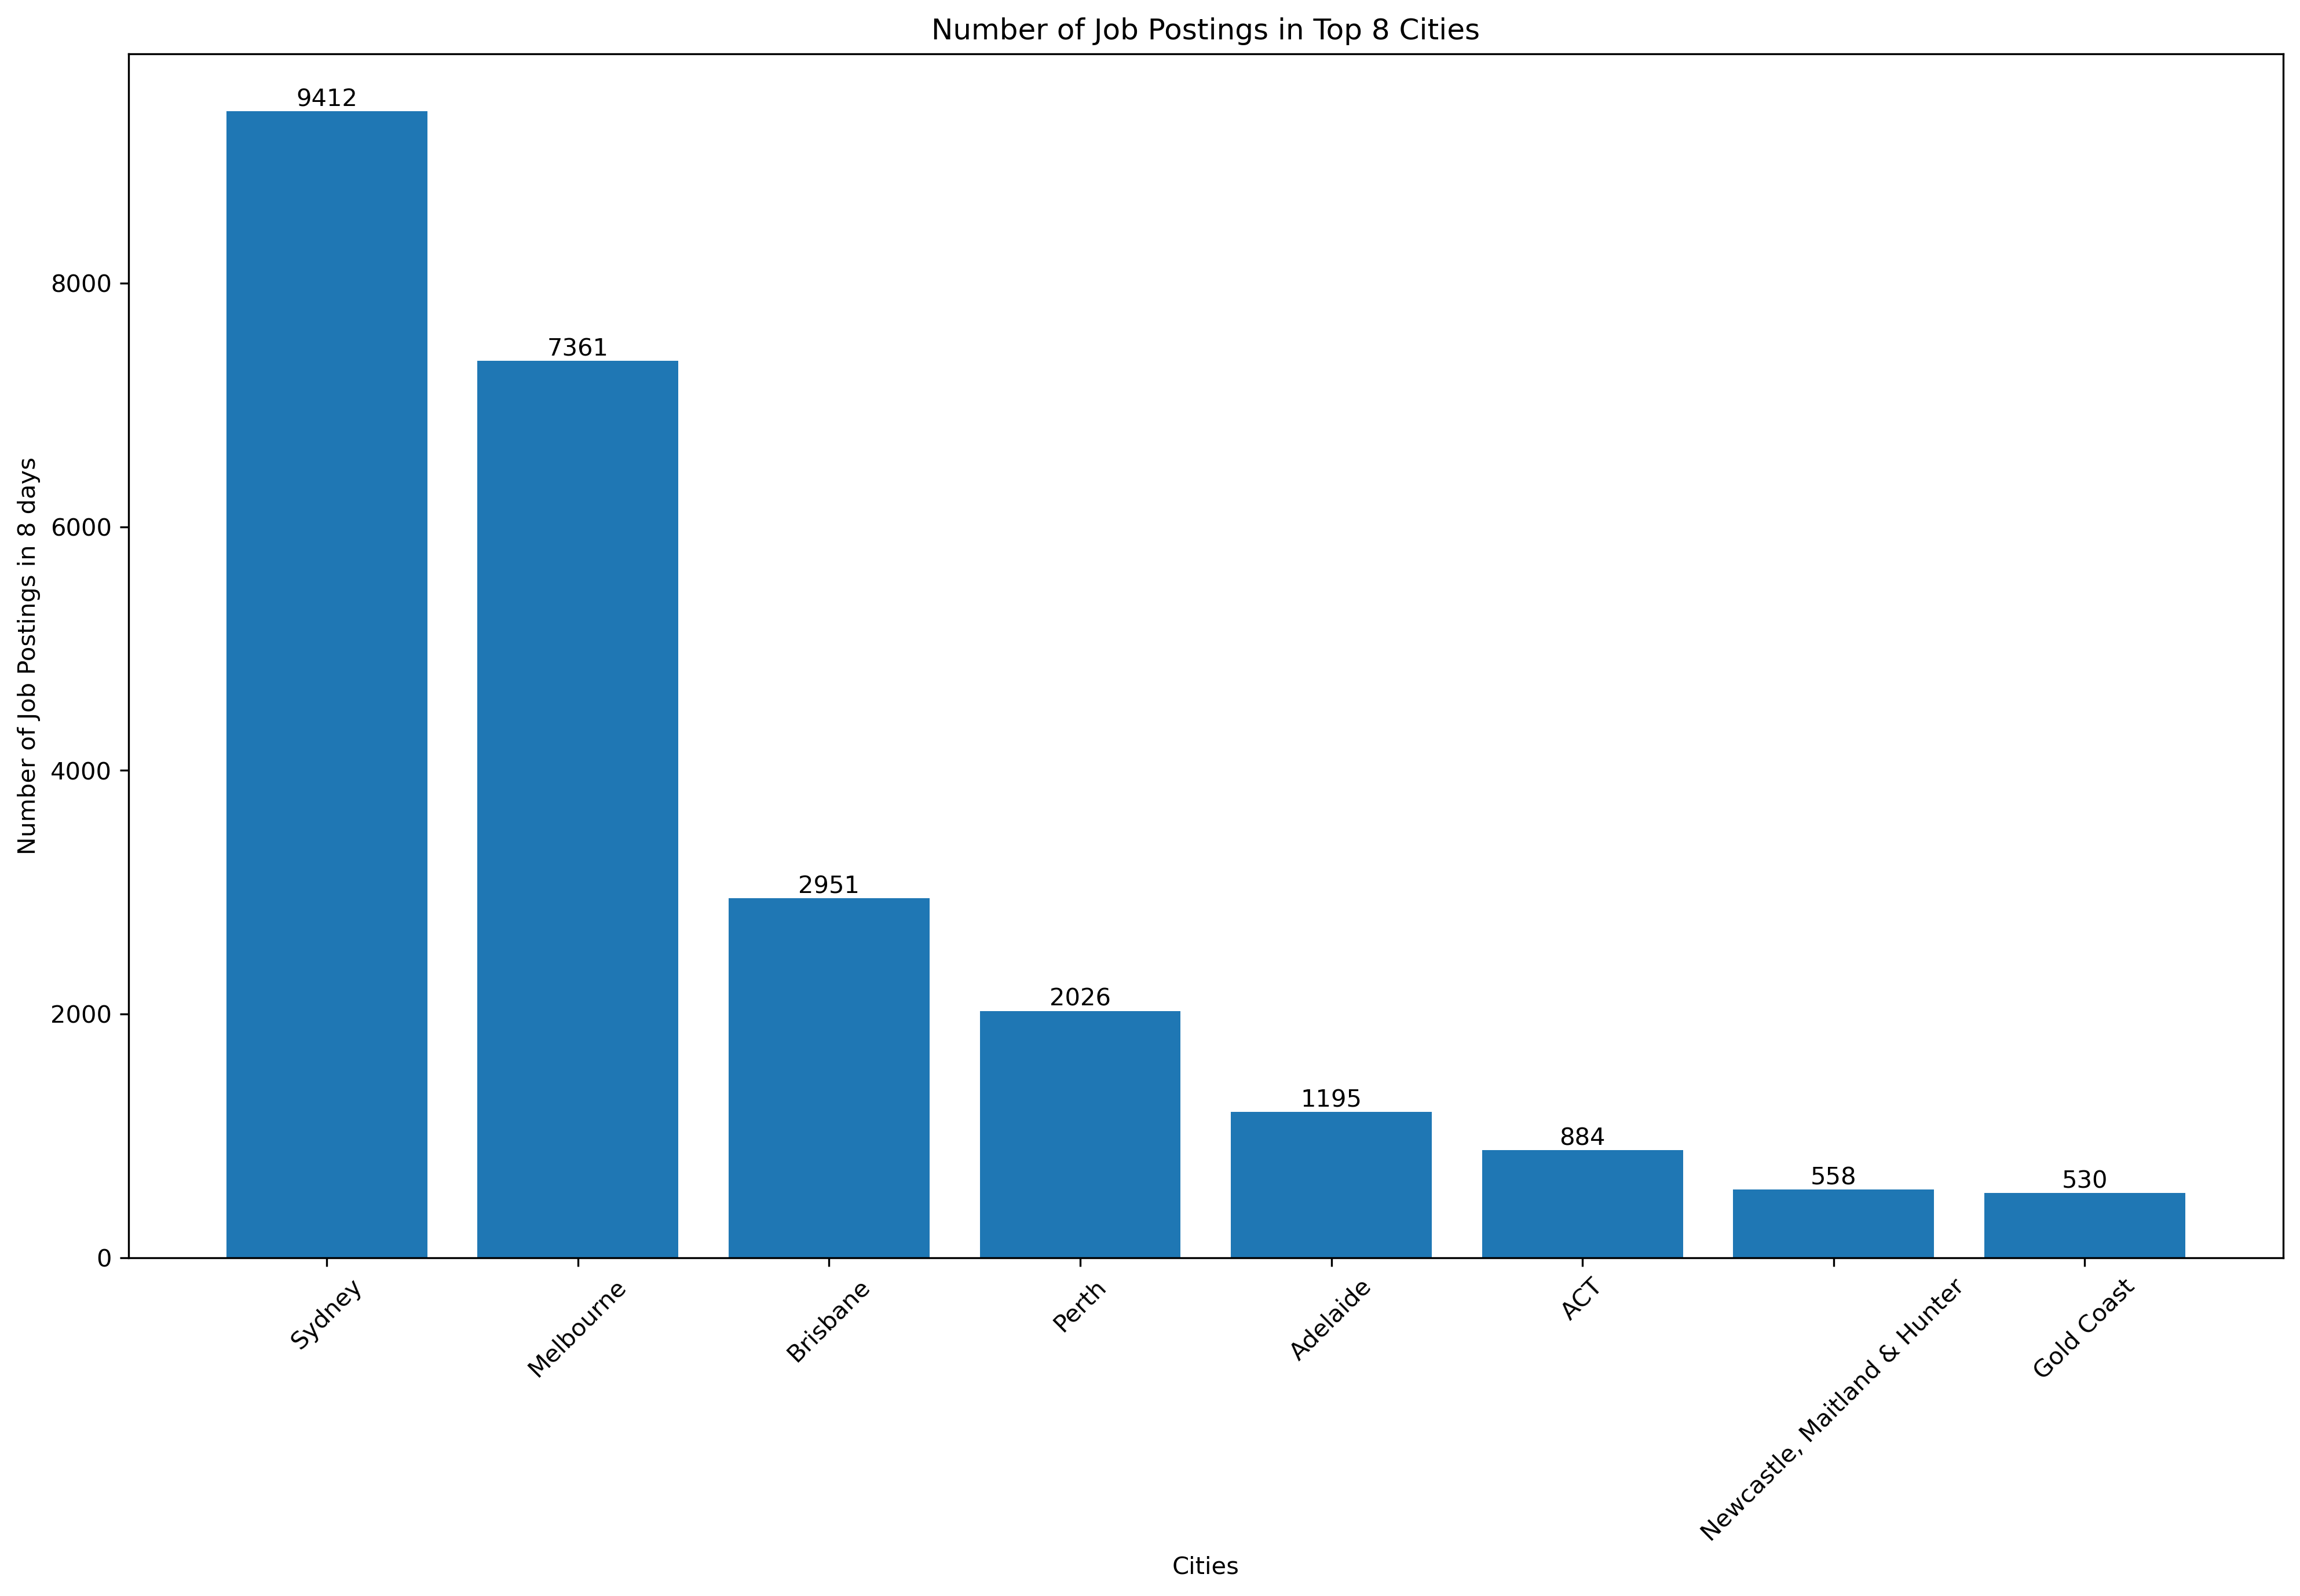 Number of Job Postings in Top 8 Cities
Number of Job Postings in 8 days
8000
6000
4000
2000
0
9412
7361
2951
2026
1195
884
558
530
Sydney
Melbourne
Brisbane
Perth
Adelaide
ACT
Newcastle, Maitland & Hunter
Gold Coast
Cities